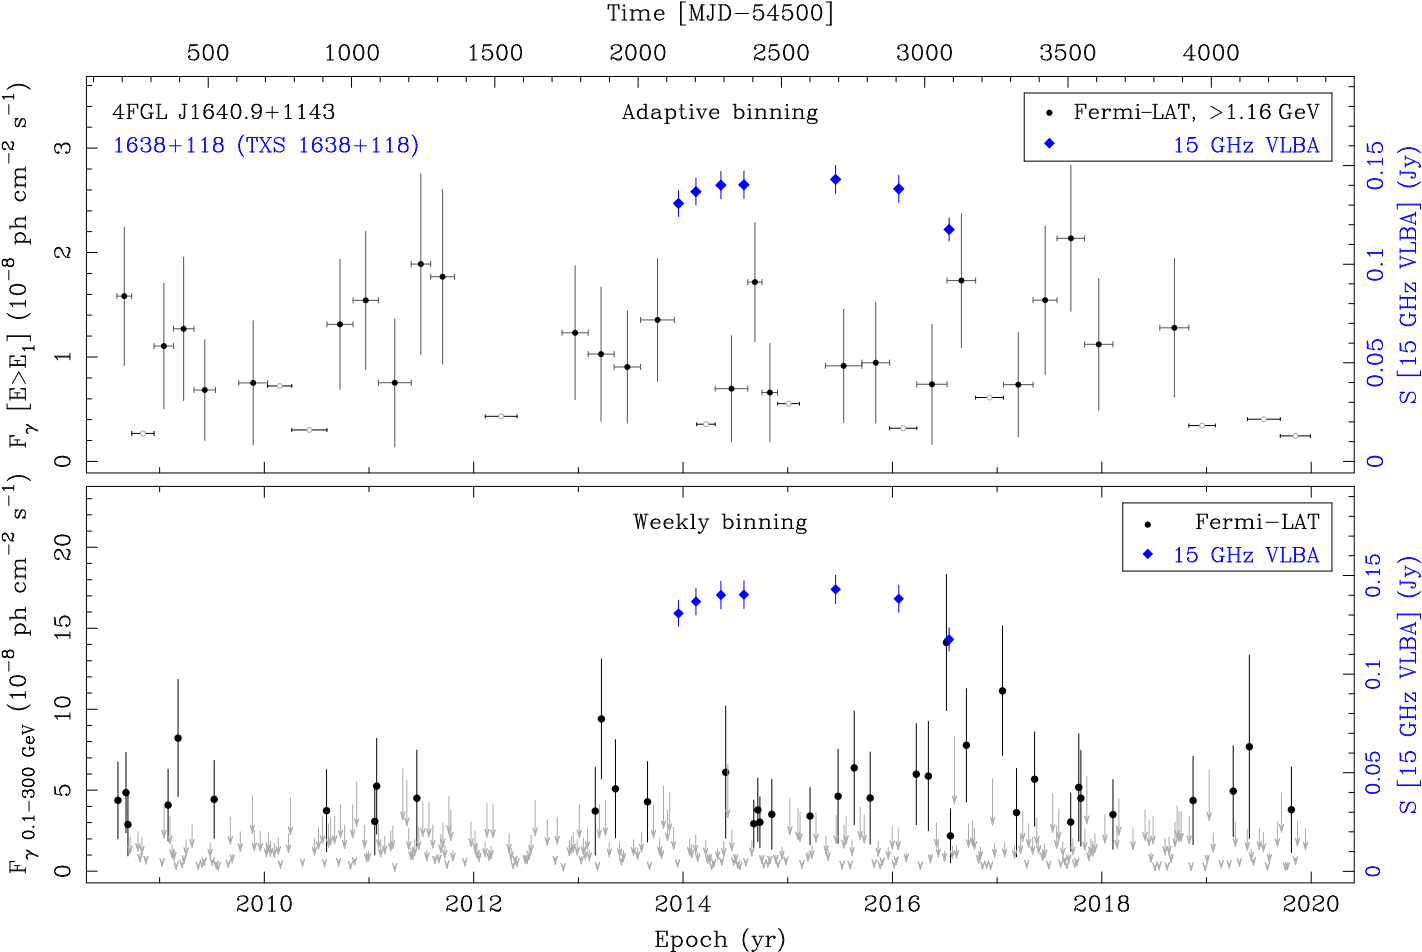 Time [MJD−54500]
500 1000 1500 2000 2500 3000 3500 4000
4FGL J1640.9+1143
1638+118 (TXS 1638+118)
Adaptive binning
Fermi−LAT, >1.16 GeV
15 GHz VLBA
Fγ [E>E1] (10−8 ph cm−2 s−1)
3
2
1
0
S [15 GHz VLBA] (Jy)
0.15
0.1
0.05
0
Weekly binning
Fermi−LAT
15 GHz VLBA
Fγ 0.1−300 GeV (10−8 ph cm−2 s−1)
20
15
10
5
0
S [15 GHz VLBA] (Jy)
0.15
0.1
0.05
0
2010 2012 2014 2016 2018 2020
Epoch (yr)